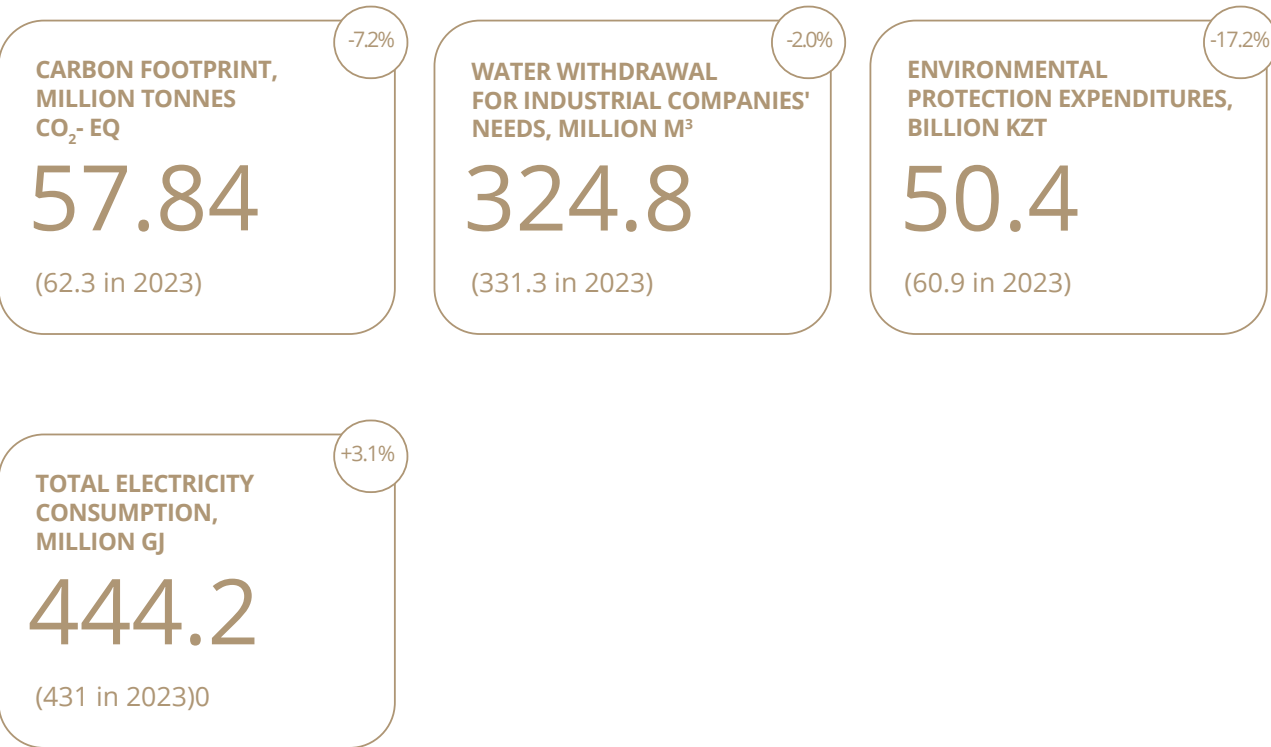 -7.2%
CARBON FOOTPRINT,
MILLION TONNES
CO₂- EQ
57.84
(62.3 in 2023)
-2.0%
WATER WITHDRAWAL
FOR INDUSTRIAL COMPANIES'
NEEDS, MILLION M³
324.8
(331.3 in 2023)
-17.2%
ENVIRONMENTAL
PROTECTION EXPENDITURES,
BILLION KZT
50.4
(60.9 in 2023)
+3.1%
TOTAL ELECTRICITY
CONSUMPTION,
MILLION GJ
444.2
(431 in 2023)0